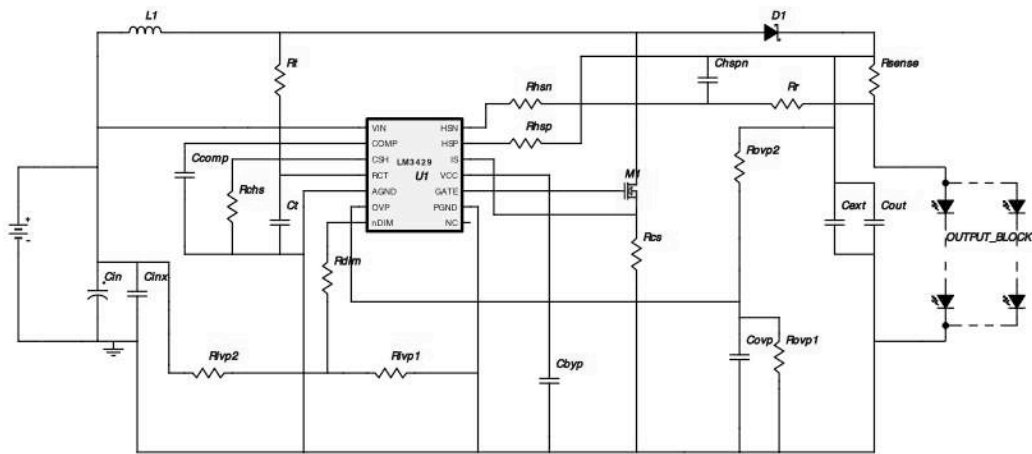 L1
D1
Rt
Chspn
Rsense
Rhsn
Rr
VIN
HSN
COMP
HSP
Rhsp
CSH
LM3429
IS
Ccomp
RCT
U1
VCC
M1
Rovp2
Rchs
AGND
GATE
Ct
OVP
PGND
nDIM
NC
Cext
Cout
Rcs
OUTPUT_BLOCK
+
-
Rdim
Cin
Cinx
Rlvp2
Rlvp1
Cbyp
Covp
Rovp1